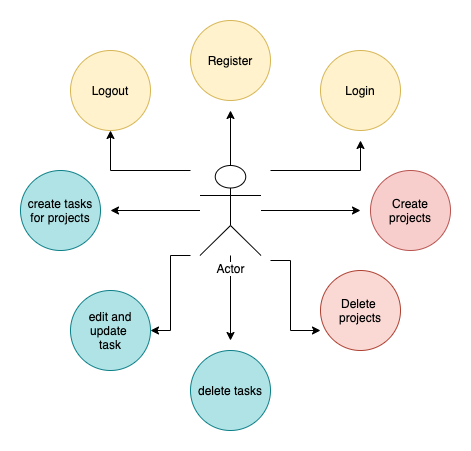 Register
Logout
Login
create tasks
for projects
Create
projects
Actor
edit and
update
task
Delete
projects
delete tasks